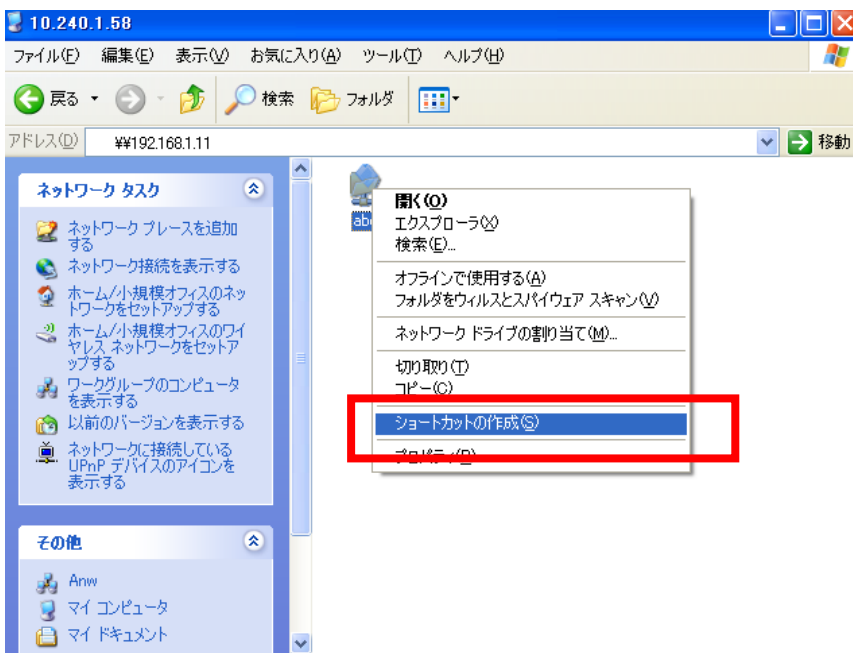 10.240.1.58
ファイル(F) 編集(E) 表示(V) お気に入り(A) ツール(T) ヘルプ(H)
戻る 検索 フォルダ
アドレス(D) ¥¥192.168.1.11 移動
ネットワーク タスク
ネットワーク プレースを追加
する
ネットワーク接続を表示する
ホーム/小規模オフィスのネッ
トワークをセットアップする
ホーム/小規模オフィスのワイ
ヤレス ネットワークをセットア
ップする
ワークグループのコンピュータ
を表示する
以前のバージョンを表示する
ネットワークに接続している
UPnP デバイスのアイコンを
表示する
その他
Anw
マイ コンピュータ
マイ ドキュメント
開く(O)
エクスプローラ(X)
検索(E)...
オフラインで使用する(A)
フォルダをウィルスとスパイウェア スキャン(V)
ネットワーク ドライブの割り当て(M)...
切り取り(T)
コピー(C)
ショートカットの作成(S)
プロパティ(R)